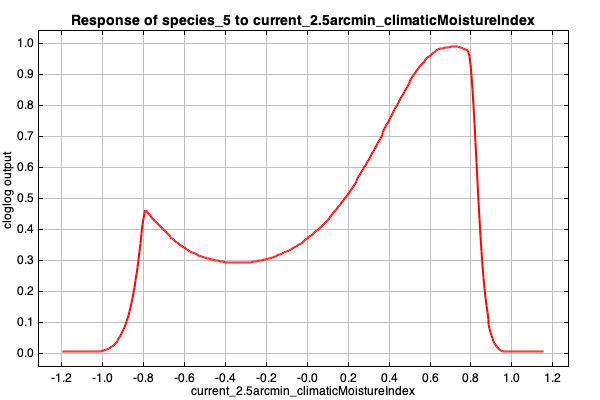 Response of species_5 to current_2.5arcmin_climaticMoistureIndex
cloglog output
1.0
0.9
0.8
0.7
0.6
0.5
0.4
0.3
0.2
0.1
0.0
-1.2 -1.0 -0.8 -0.6 -0.4 -0.2 -0.0 0.2 0.4 0.6 0.8 1.0 1.2
current_2.5arcmin_climaticMoistureIndex